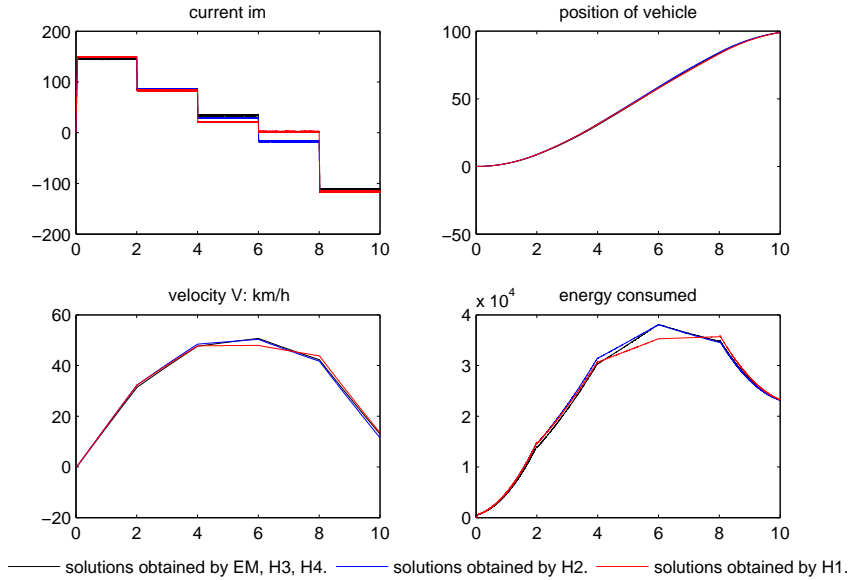 current im
200
100
0
−100
−200
0 2 4 6 8 10
position of vehicle
100
50
0
−50
0 2 4 6 8 10
velocity V: km/h
60
40
20
0
−20
0 2 4 6 8 10
energy consumed
x 10^4
4
3
2
1
0
0 2 4 6 8 10
solutions obtained by EM, H3, H4. solutions obtained by H2. solutions obtained by H1.